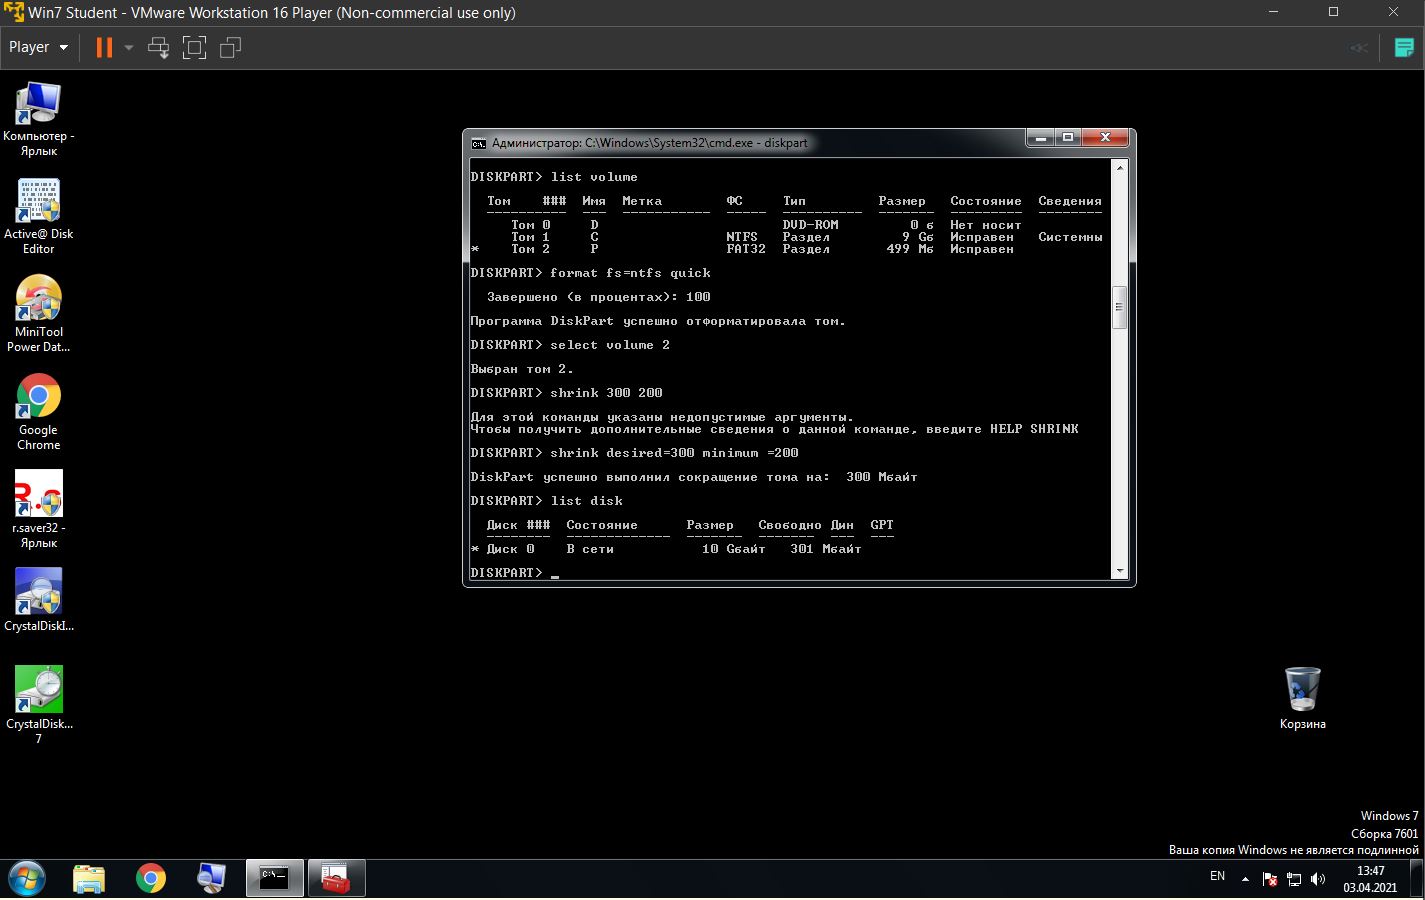 Win7 Student - VMware Workstation 16 Player (Non-commercial use only)
Player
Компьютер -
Ярлык
Active@ Disk
Editor
MiniTool
Power Dat...
Google
Chrome
R.s
r.saver32 -
Ярлык
CrystalDiskI...
CrystalDisk...
7
Администратор: C:\Windows\System32\cmd.exe - diskpart
DISKPART> list volume
Том ### Имя Метка ФС Тип Размер Состояние Сведения
---------- --- ----------- ----- ---------- ------- --------- --------
Том 0 D DVD-ROM 0 б Нет носит
Том 1 C NTFS Раздел 9 Gб Исправен Системны
* Том 2 P FAT32 Раздел 499 Mб Исправен
DISKPART> format fs=ntfs quick
Завершено (в процентах): 100
Программа DiskPart успешно отформатировала том.
DISKPART> select volume 2
Выбран том 2.
DISKPART> shrink 300 200
Для этой команды указаны недопустимые аргументы.
Чтобы получить дополнительные сведения о данной команде, введите HELP SHRINK
DISKPART> shrink desired=300 minimum =200
DiskPart успешно выполнил сокращение тома на: 300 Mбайт
DISKPART> list disk
Диск ### Состояние Размер Свободно Дин GPT
-------- ------------- ------- ------- --- ---
* Диск 0 В сети 10 Gбайт 301 Mбайт
DISKPART> _
Корзина
Windows 7
Сборка 7601
Ваша копия Windows не является подлинной
EN
13:47
03.04.2021